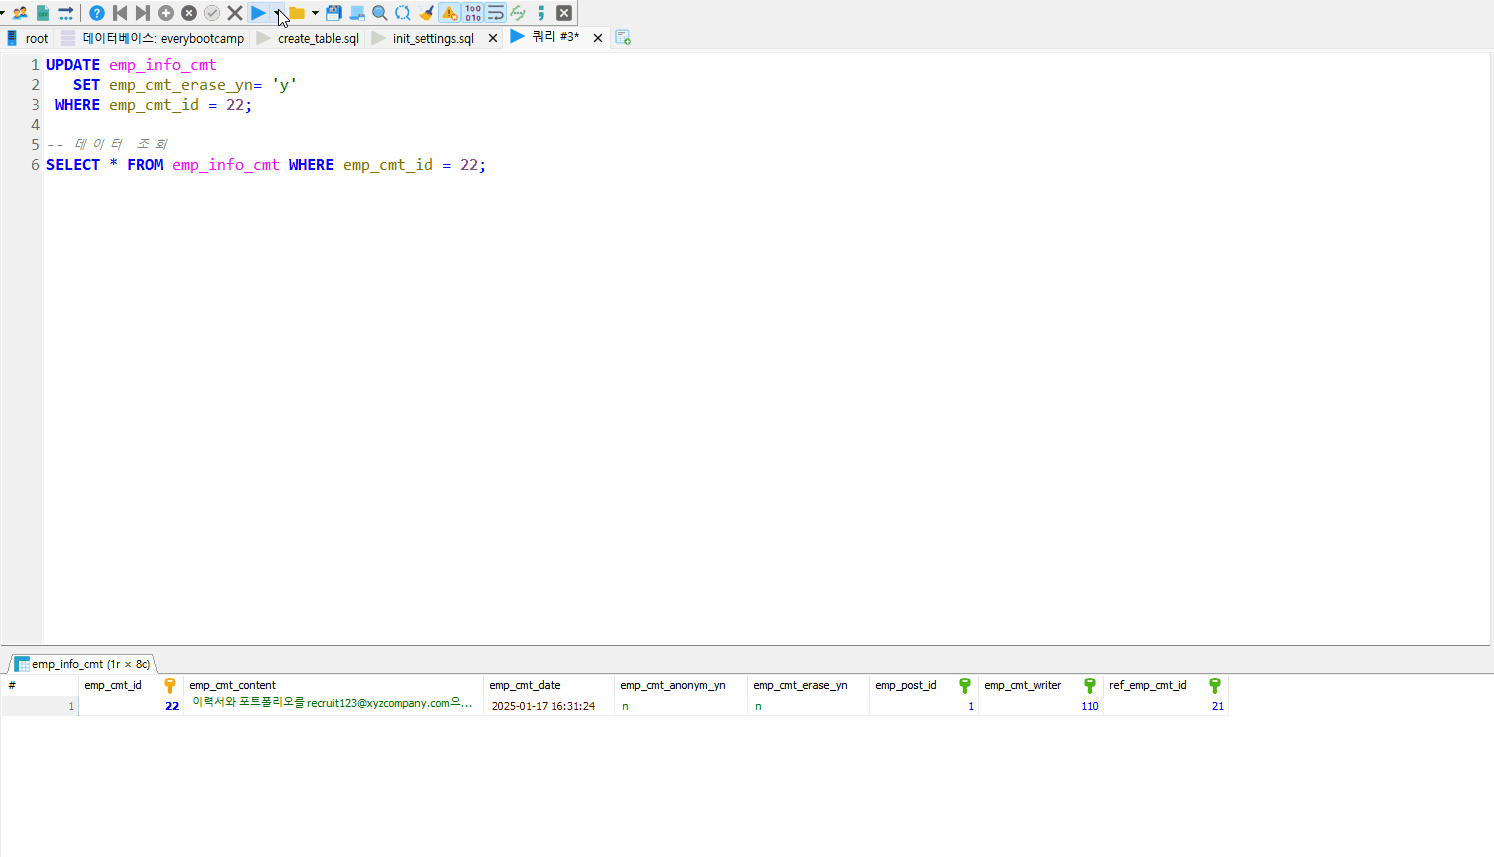 root 데이터베이스: everybootcamp create_table.sql init_settings.sql 쿼리 #3*
1 UPDATE emp_info_cmt
2 SET emp_cmt_erase_yn= 'y'
3 WHERE emp_cmt_id = 22;
4
5 -- 데이터 조회
6 SELECT * FROM emp_info_cmt WHERE emp_cmt_id = 22;
emp_info_cmt (1r × 8c)
# emp_cmt_id emp_cmt_content emp_cmt_date emp_cmt_anonym_yn emp_cmt_erase_yn emp_post_id emp_cmt_writer ref_emp_cmt_id
1 22 이력서와 포트폴리오를 recruit123@xyzcompany.com으... 2025-01-17 16:31:24 n n 1 110 21